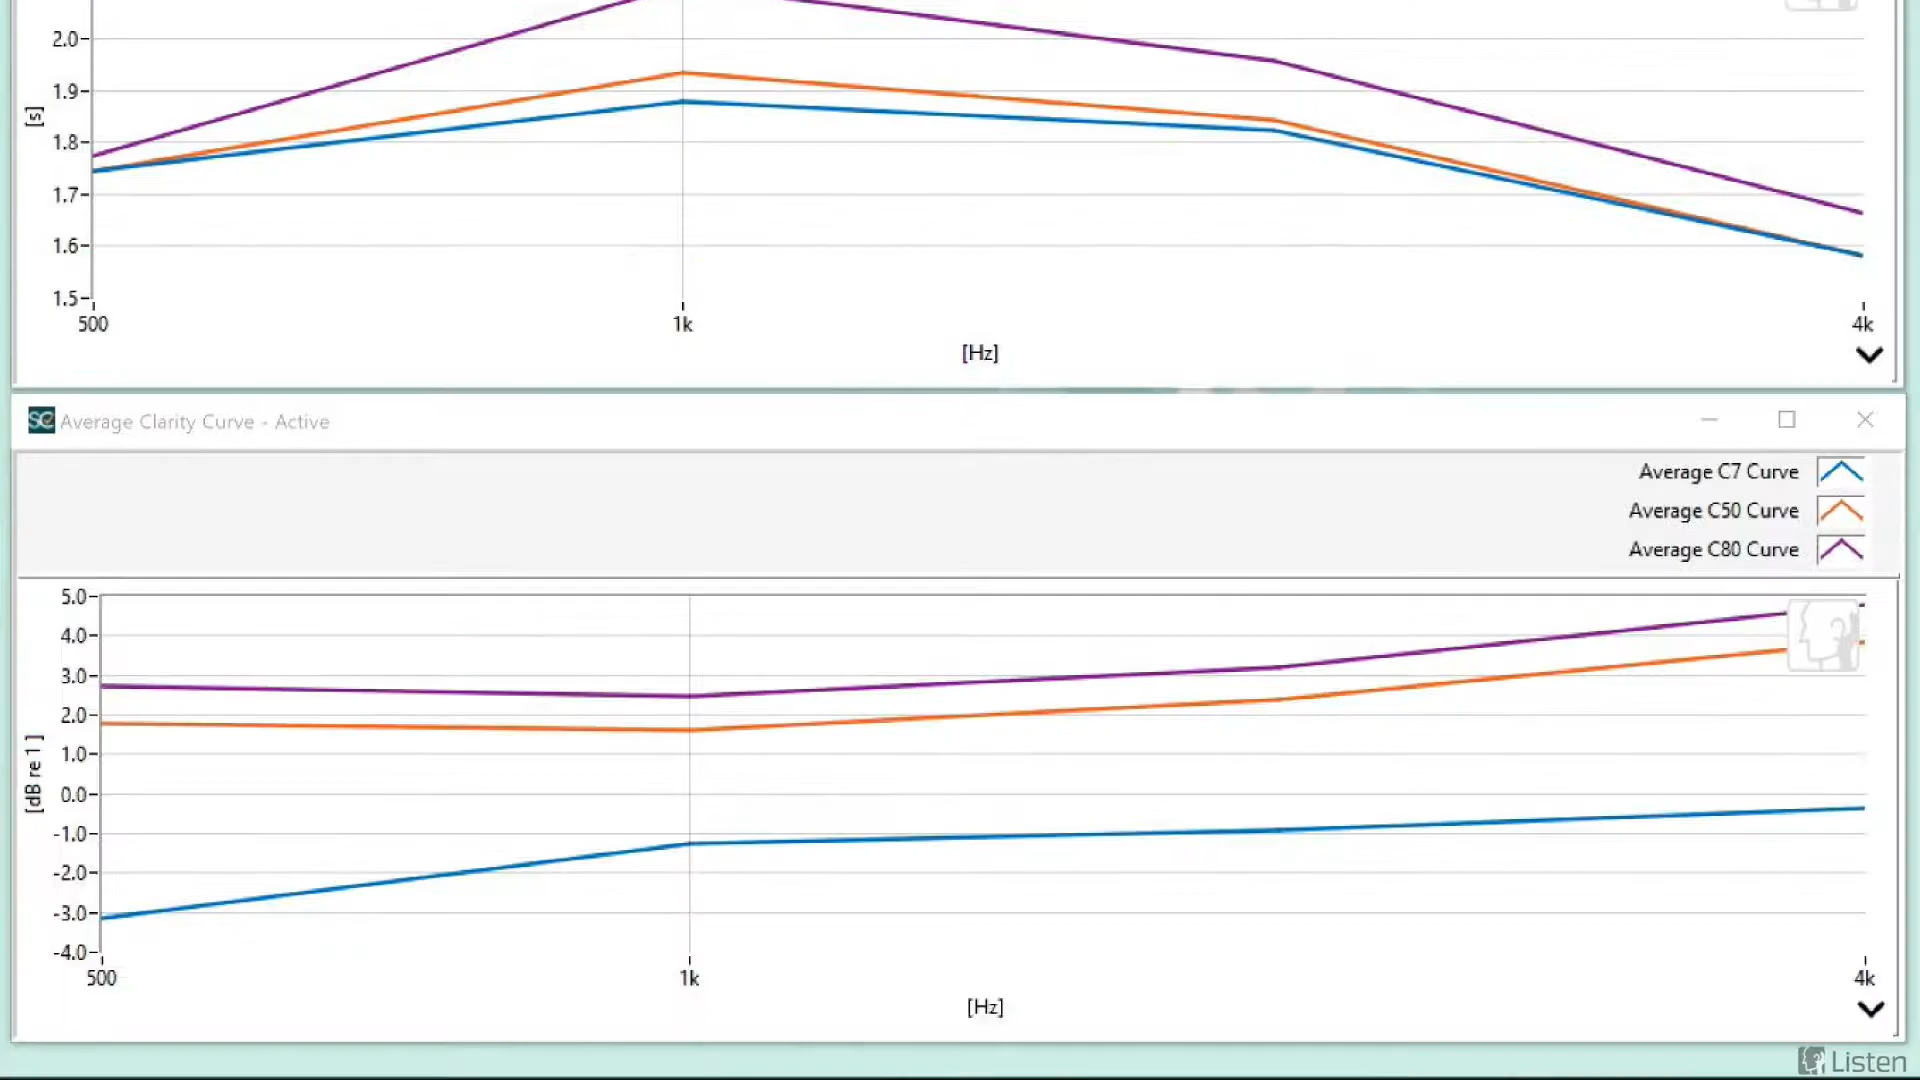 2.0
1.9
[s]
1.8
1.7
1.6
1.5
500 1k 4k
[Hz]
SC Average Clarity Curve - Active
Average C7 Curve
Average C50 Curve
Average C80 Curve
5.0
4.0
3.0
2.0
1.0
[dB re 1 ]
0.0
-1.0
-2.0
-3.0
-4.0
500 1k 4k
[Hz]
Listen